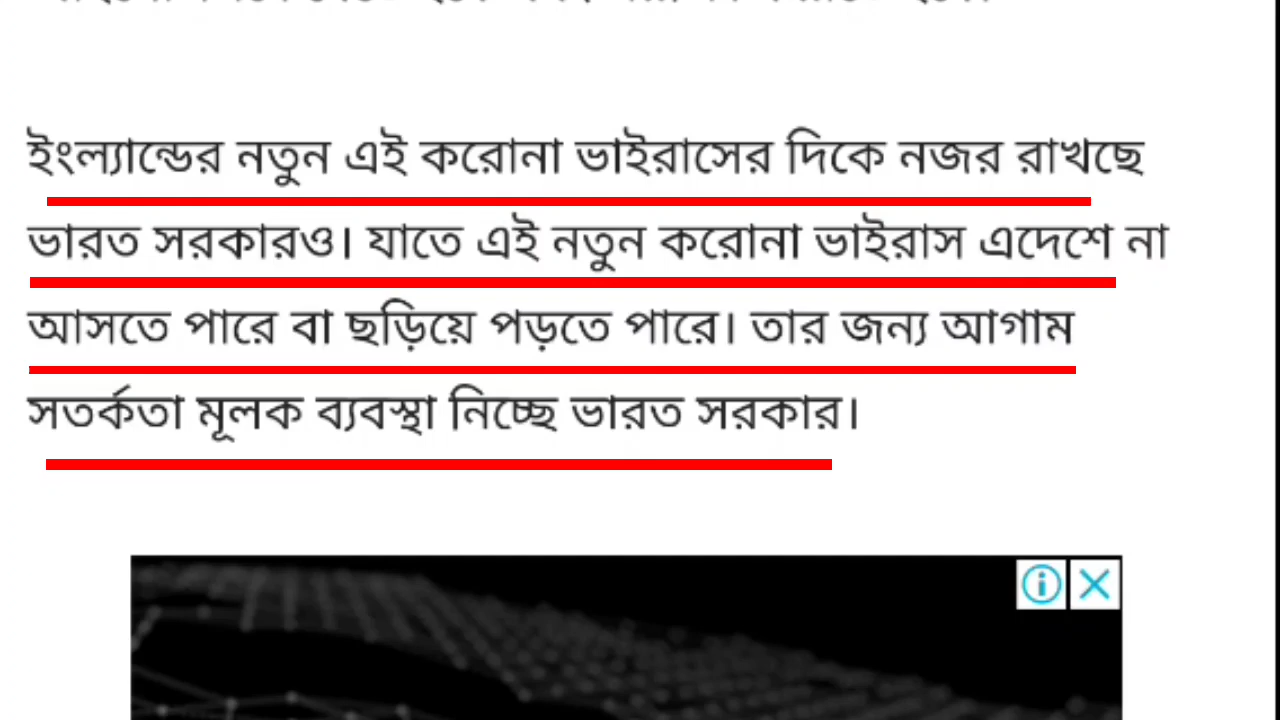 ইংল্যান্ডের নতুন এই করোনা ভাইরাসের দিকে নজর রাখছে
ভারত সরকারও। যাতে এই নতুন করোনা ভাইরাস এদেশে না
আসতে পারে বা ছড়িয়ে পড়তে পারে। তার জন্য আগাম
সতর্কতা মূলক ব্যবস্থা নিচ্ছে ভারত সরকার।